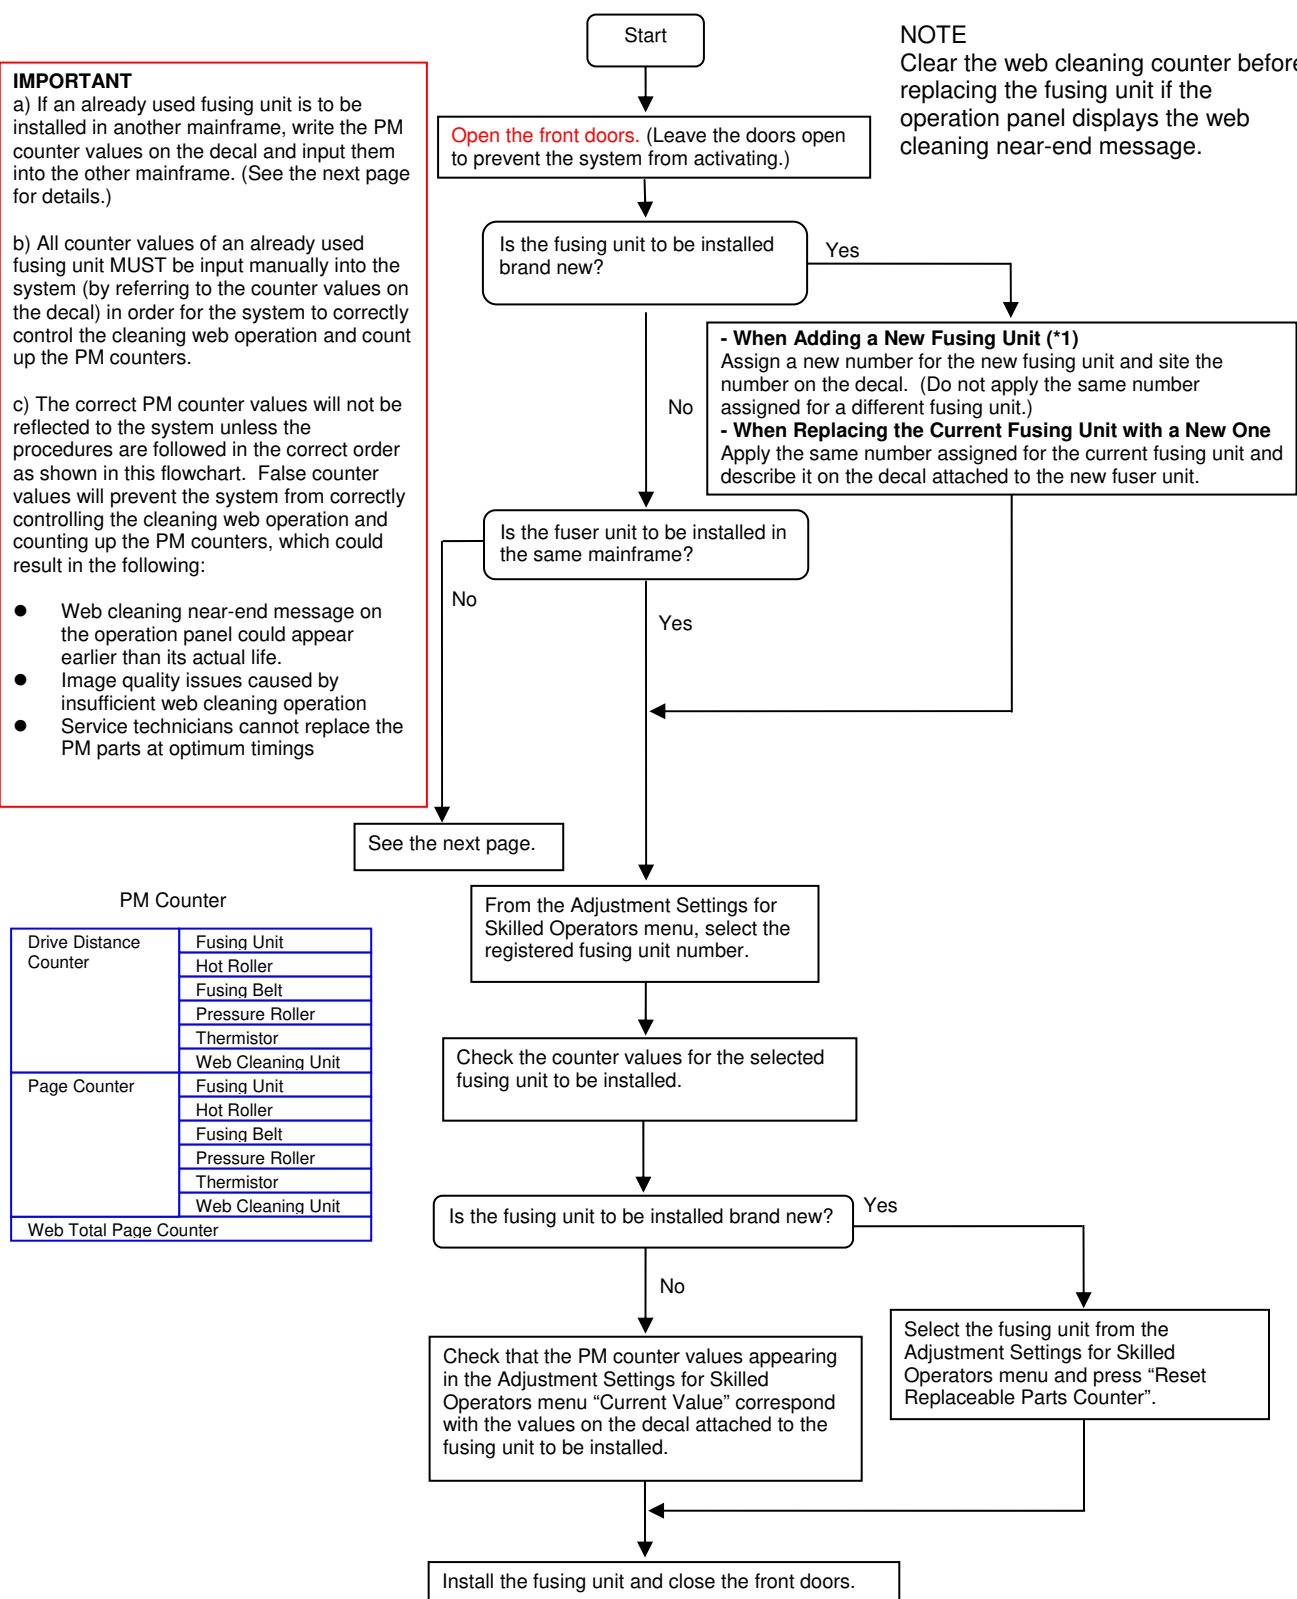 Start
NOTE
Clear the web cleaning counter before
replacing the fusing unit if the
operation panel displays the web
cleaning near-end message.
IMPORTANT
a) If an already used fusing unit is to be
installed in another mainframe, write the PM
counter values on the decal and input them
into the other mainframe. (See the next page
for details.)
b) All counter values of an already used
fusing unit MUST be input manually into the
system (by referring to the counter values on
the decal) in order for the system to correctly
control the cleaning web operation and count
up the PM counters.
c) The correct PM counter values will not be
reflected to the system unless the
procedures are followed in the correct order
as shown in this flowchart.  False counter
values will prevent the system from correctly
controlling the cleaning web operation and
counting up the PM counters, which could
result in the following:
● Web cleaning near-end message on
the operation panel could appear
earlier than its actual life.
● Image quality issues caused by
insufficient web cleaning operation
● Service technicians cannot replace the
PM parts at optimum timings
Open the front doors. (Leave the doors open
to prevent the system from activating.)
Is the fusing unit to be installed
brand new?
Yes
- When Adding a New Fusing Unit (*1)
Assign a new number for the new fusing unit and site the
number on the decal.  (Do not apply the same number
assigned for a different fusing unit.)
- When Replacing the Current Fusing Unit with a New One
Apply the same number assigned for the current fusing unit and
describe it on the decal attached to the new fuser unit.
No
Is the fuser unit to be installed in
the same mainframe?
No
Yes
See the next page.
From the Adjustment Settings for
Skilled Operators menu, select the
registered fusing unit number.
PM Counter
Drive Distance
Counter
Fusing Unit
Hot Roller
Fusing Belt
Pressure Roller
Thermistor
Web Cleaning Unit
Page Counter
Fusing Unit
Hot Roller
Fusing Belt
Pressure Roller
Thermistor
Web Cleaning Unit
Web Total Page Counter
Check the counter values for the selected
fusing unit to be installed.
Is the fusing unit to be installed brand new?
Yes
No
Select the fusing unit from the
Adjustment Settings for Skilled
Operators menu and press “Reset
Replaceable Parts Counter”.
Check that the PM counter values appearing
in the Adjustment Settings for Skilled
Operators menu “Current Value” correspond
with the values on the decal attached to the
fusing unit to be installed.
Install the fusing unit and close the front doors.